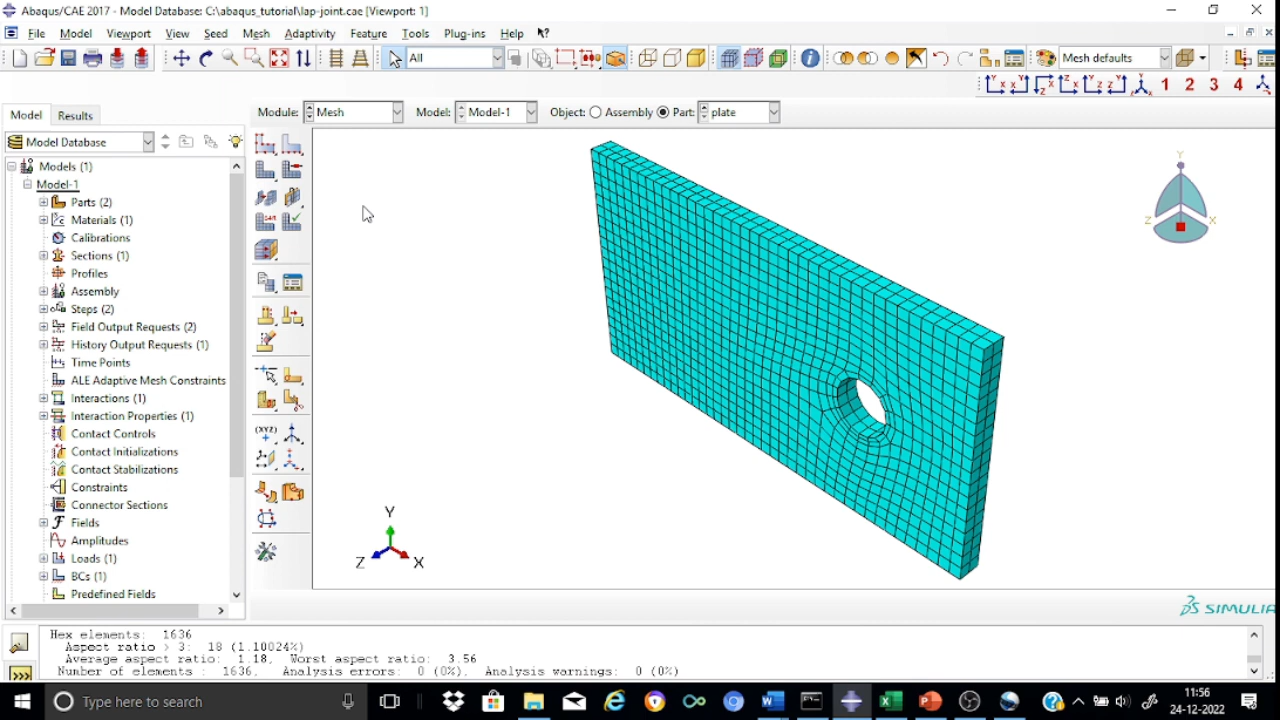 Abaqus/CAE 2017 - Model Database: C:\abaqus_tutorial\lap-joint.cae [Viewport: 1]
File Model Viewport View Seed Mesh Adaptivity Feature Tools Plug-ins Help
All
Mesh defaults
1 2 3 4
Model Results
Module: Mesh Model: Model-1 Object: Assembly Part: plate
Model Database
Models (1)
Model-1
Parts (2)
Materials (1)
Calibrations
Sections (1)
Profiles
Assembly
Steps (2)
Field Output Requests (2)
History Output Requests (1)
Time Points
ALE Adaptive Mesh Constraints
Interactions (1)
Interaction Properties (1)
Contact Controls
Contact Initializations
Contact Stabilizations
Constraints
Connector Sections
Fields
Amplitudes
Loads (1)
BCs (1)
Predefined Fields
(XYZ)
Y
Z X
Y
Z X
SIMULIA
Hex elements: 1636
Aspect ratio > 3: 18 (1.10024%)
Average aspect ratio: 1.18, Worst aspect ratio: 3.56
Number of elements : 1636, Analysis errors: 0 (0%), Analysis warnings: 0 (0%)
>>>
Type here to search
11:56
24-12-2022